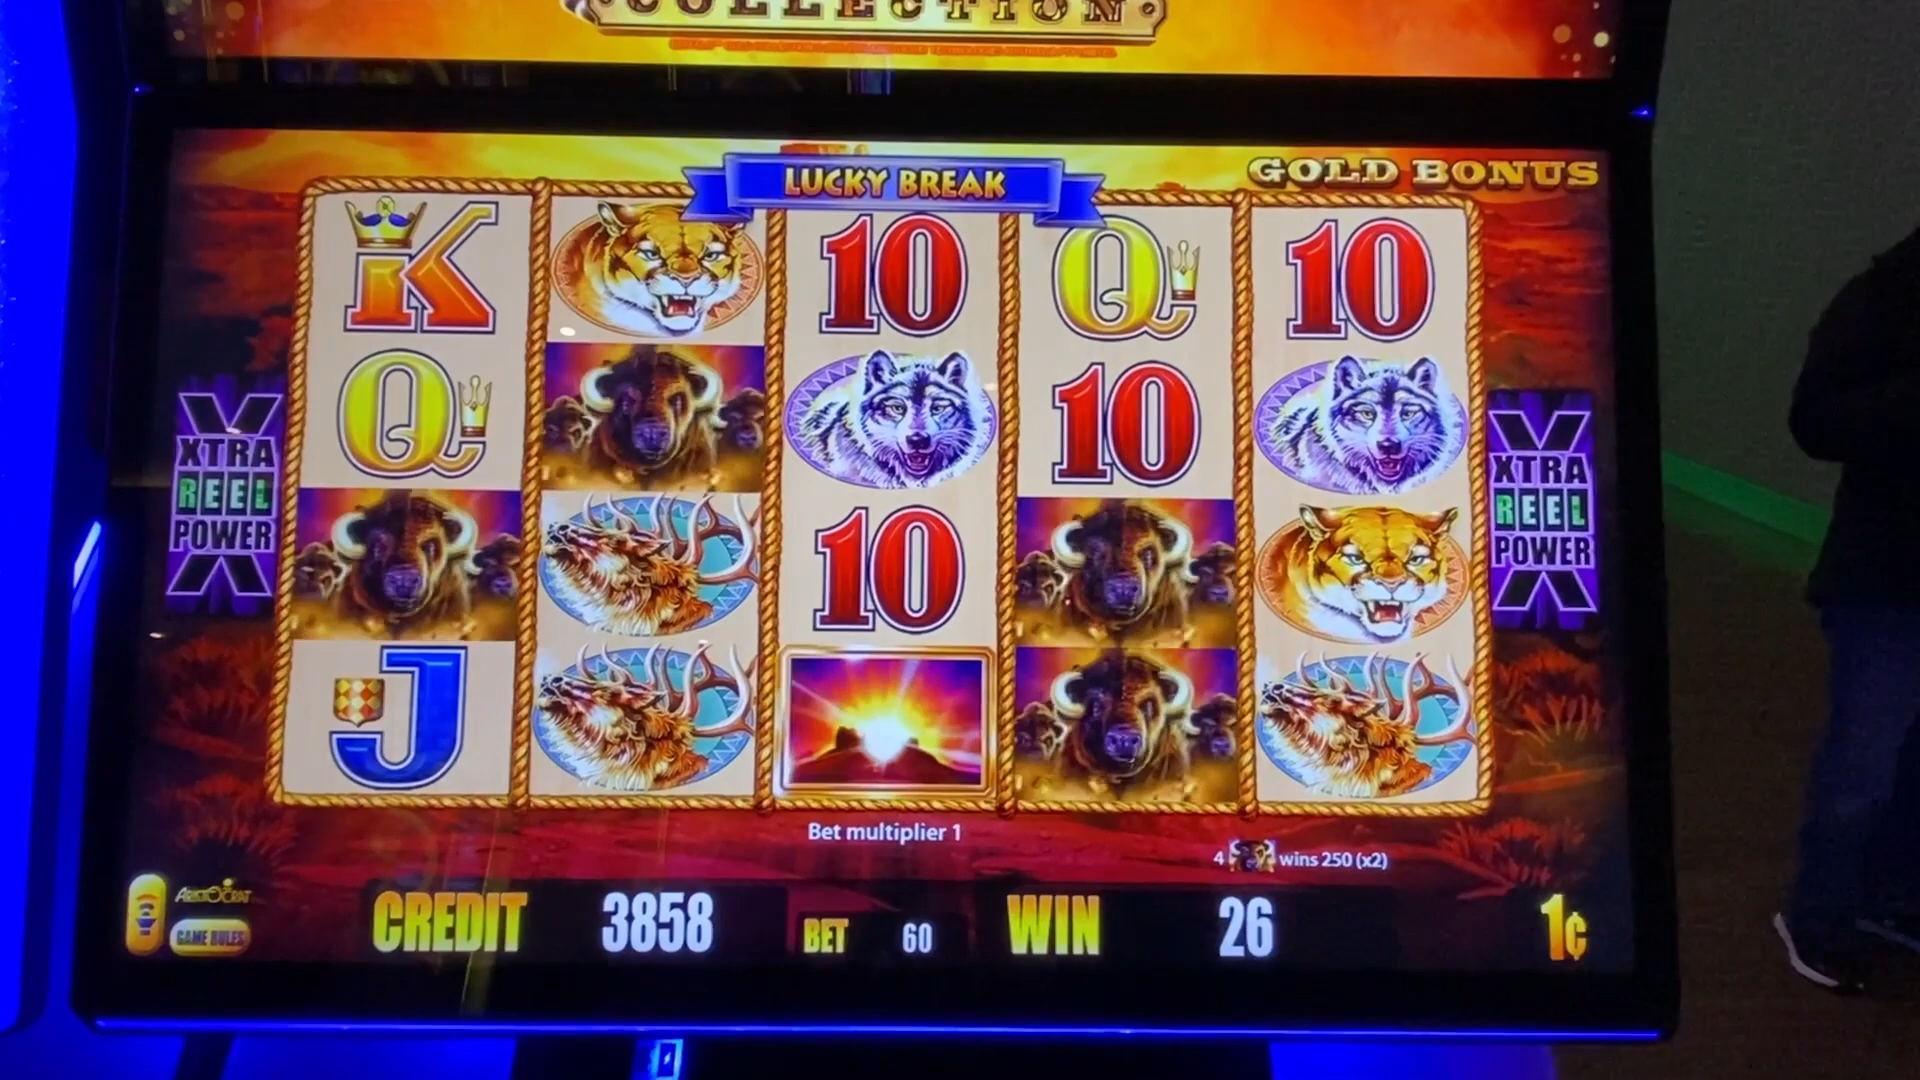 COLLECTION
LUCKY BREAK
GOLD BONUS
K
10
Q
10
Q
10
10
J
XTRA
REEL
POWER
XTRA
REEL
POWER
Bet multiplier 1
4 wins 250 (x2)
ARISTOCRAT
GAME RULES
CREDIT 3858
BET 60
WIN 26
1¢